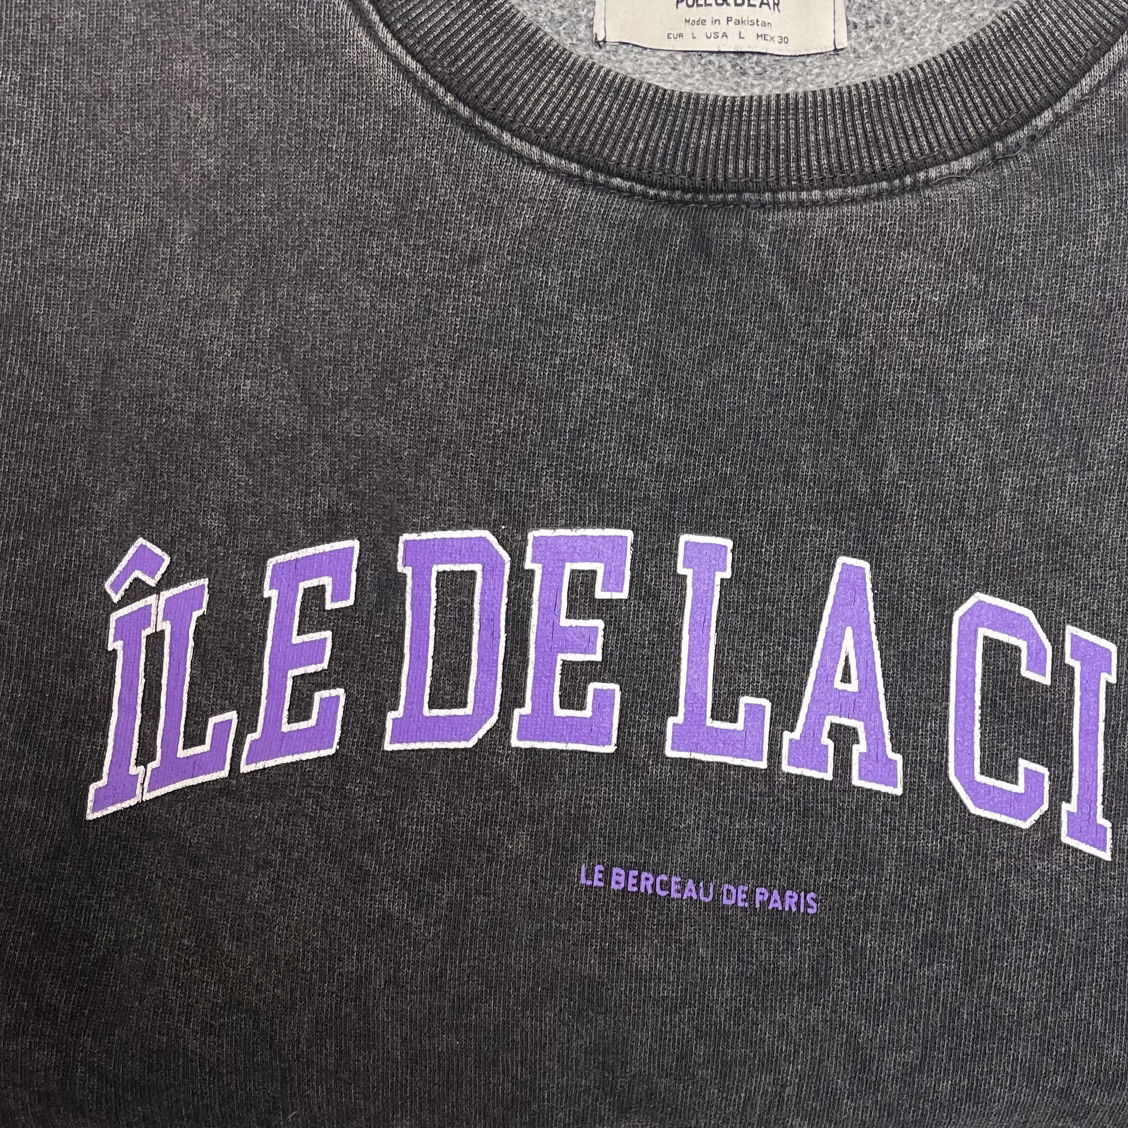 PULL&BEAR
Made in Pakistan
EUR L USA L MEX 30
ÎLE DE LA CI
LE BERCEAU DE PARIS